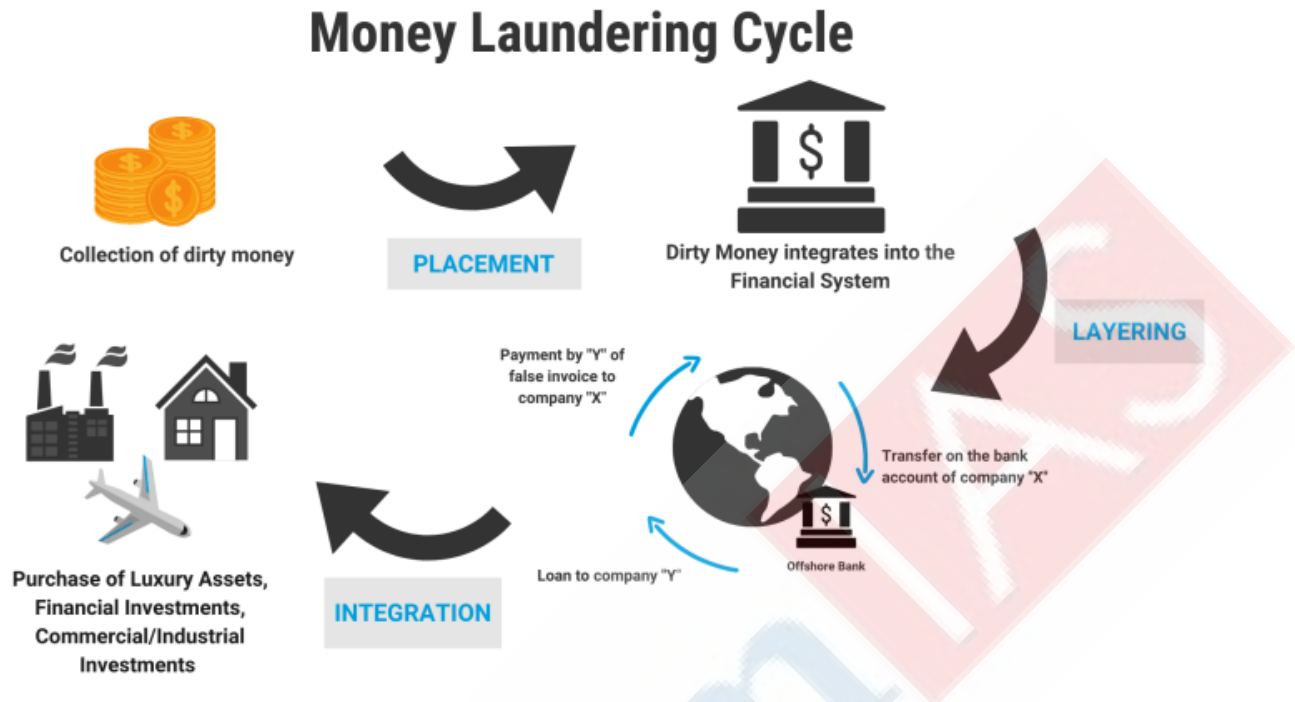 Money Laundering Cycle
Collection of dirty money
PLACEMENT
$
Dirty Money integrates into the
Financial System
LAYERING
Payment by "Y" of
false invoice to
company "X"
Transfer on the bank
account of company "X"
$
Offshore Bank
Loan to company "Y"
INTEGRATION
Purchase of Luxury Assets,
Financial Investments,
Commercial/Industrial
Investments
$
$
$
IAS